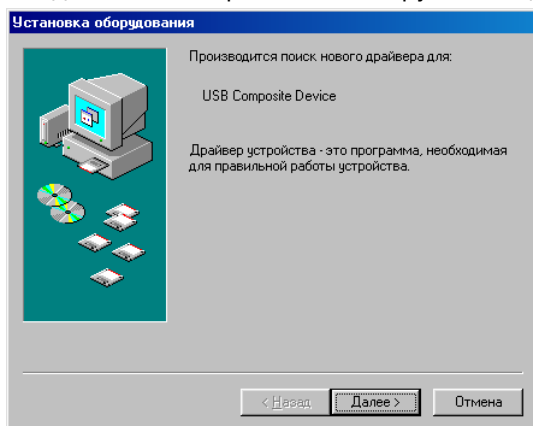 Установка оборудования
Производится поиск нового драйвера для:
USB Composite Device
Драйвер устройства - это программа, необходимая
для правильной работы устройства.
< Назад
Далее >
Отмена